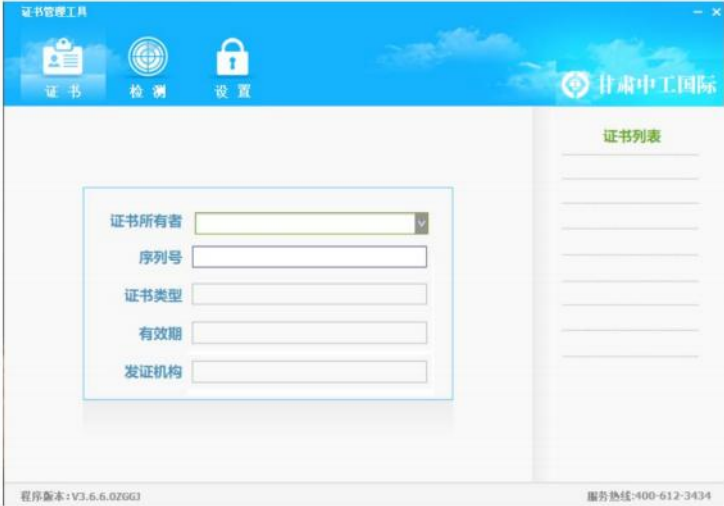 证书管理工具
证书 检测 设置
甘肃中工国际
证书列表
证书所有者
序列号
证书类型
有效期
发证机构
程序版本:V3.6.6.0ZGGJ
服务热线:400-612-3434